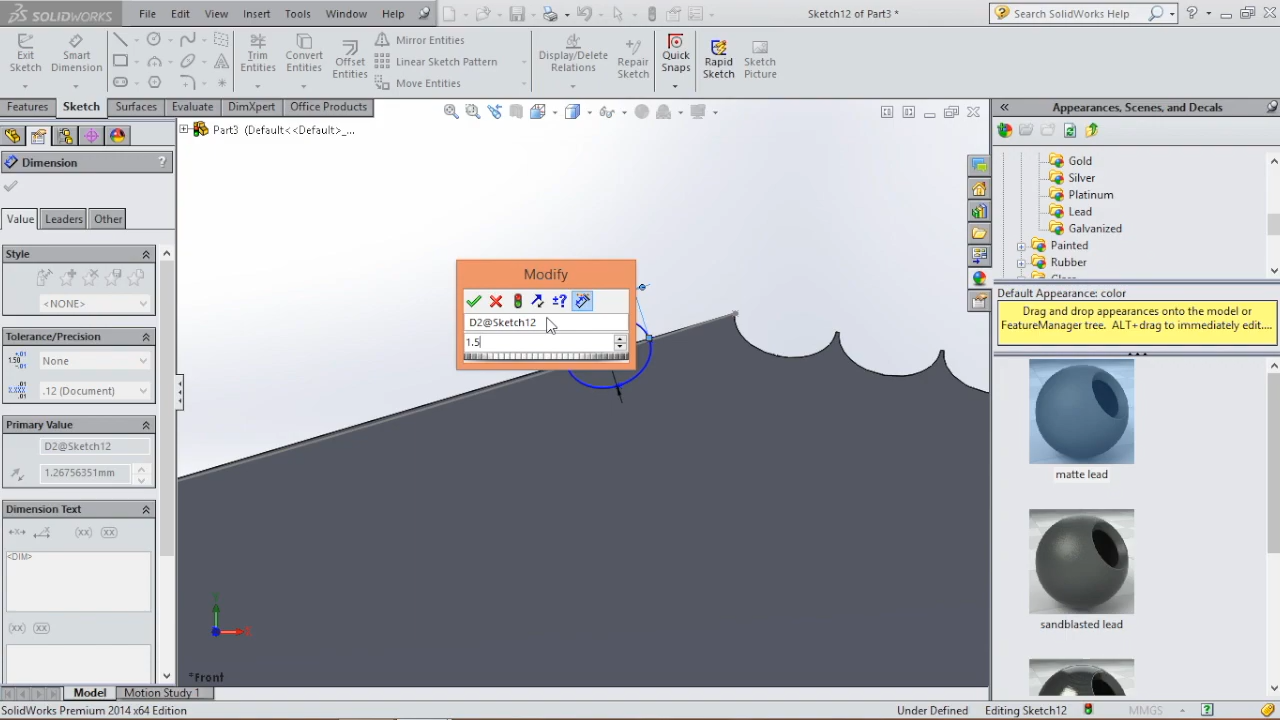 SOLIDWORKS
File Edit View Insert Tools Window Help
Sketch12 of Part3 *
Search SolidWorks Help
Exit Sketch
Smart Dimension
Trim Entities
Convert Entities
Offset Entities
Mirror Entities
Linear Sketch Pattern
Move Entities
Display/Delete Relations
Repair Sketch
Quick Snaps
Rapid Sketch
Sketch Picture
Features Sketch Surfaces Evaluate DimXpert Office Products
Part3 (Default<<Default>_...
Dimension ?
Value Leaders Other
Style
<NONE>
Tolerance/Precision
None
.12 (Document)
Primary Value
D2@Sketch12
1.26756351mm
Dimension Text
<DIM>
Modify
D2@Sketch12
1.5
Y
X
*Front
Appearances, Scenes, and Decals
Gold
Silver
Platinum
Lead
Galvanized
Painted
Rubber
Default Appearance: color
Drag and drop appearances onto the model or
FeatureManager tree. ALT+drag to immediately edit....
matte lead
sandblasted lead
Model Motion Study 1
SolidWorks Premium 2014 x64 Edition
Under Defined Editing Sketch12 MMGS